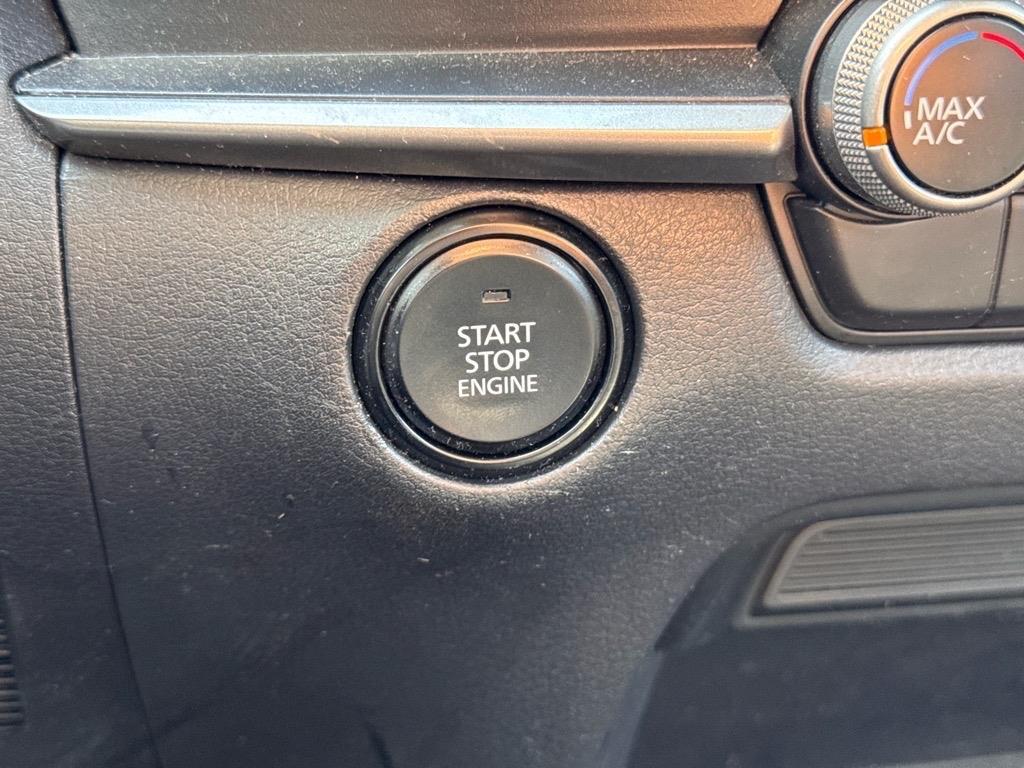 MAX
A/C
START
STOP
ENGINE